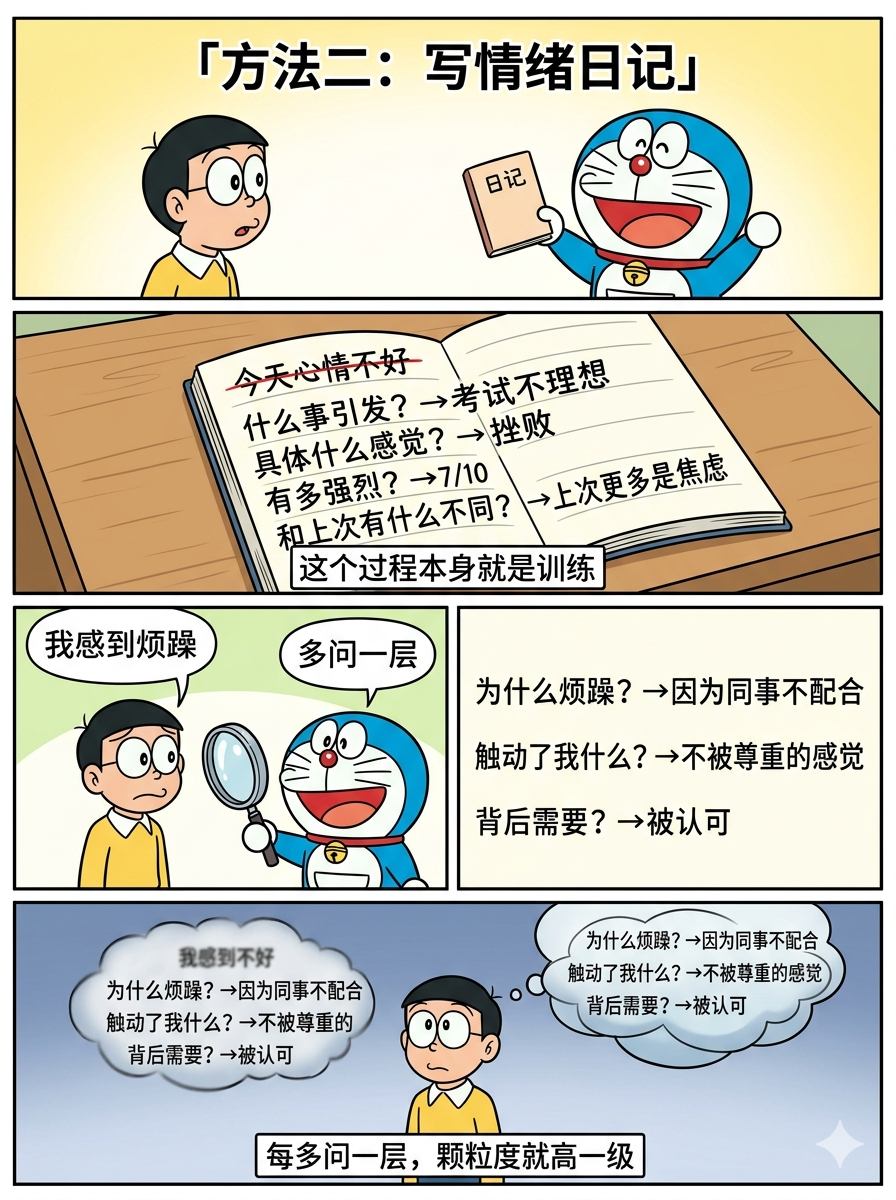 「方法二：写情绪日记」
日记
今天心情不好
什么事引发？→考试不理想
具体什么感觉？→挫败
有多强烈？→7/10
和上次有什么不同？→上次更多是焦虑
这个过程本身就是训练
我感到烦躁
多问一层
为什么烦躁？→因为同事不配合
触动了我什么？→不被尊重的感觉
背后需要？→被认可
我感到不好
为什么烦躁？→因为同事不配合
触动了我什么？→不被尊重的
背后需要？→被认可
为什么烦躁？→因为同事不配合
触动了我什么？→不被尊重的感觉
背后需要？→被认可
每多问一层，颗粒度就高一级